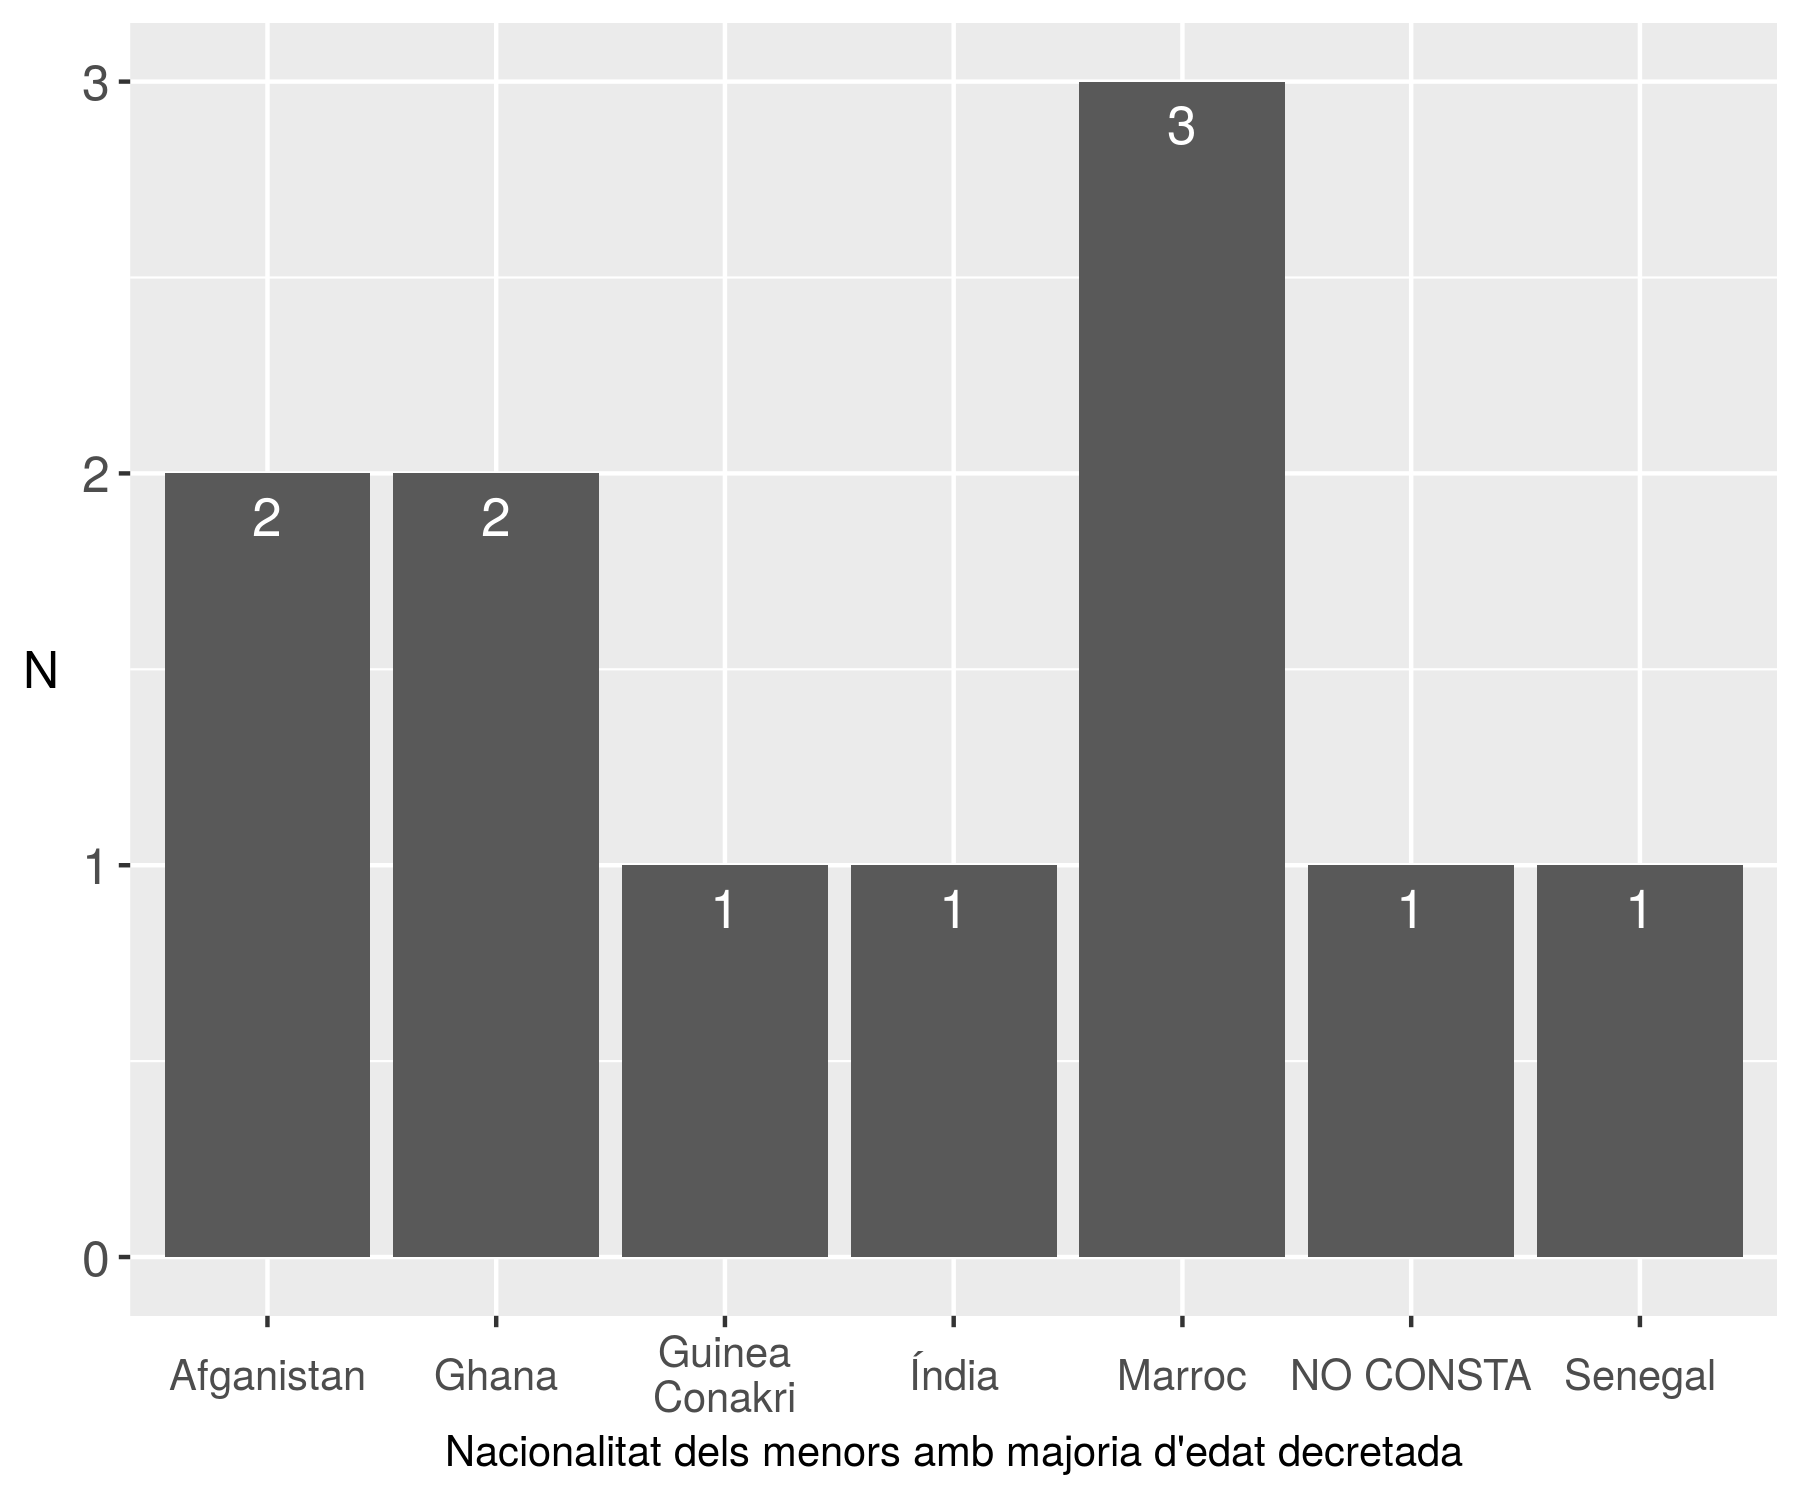 3
3
2
2
2
N
1
1
1
1
1
0
Afganistan
Ghana
Guinea
Conakri
Índia
Marroc
NO CONSTA
Senegal
Nacionalitat dels menors amb majoria d'edat decretada